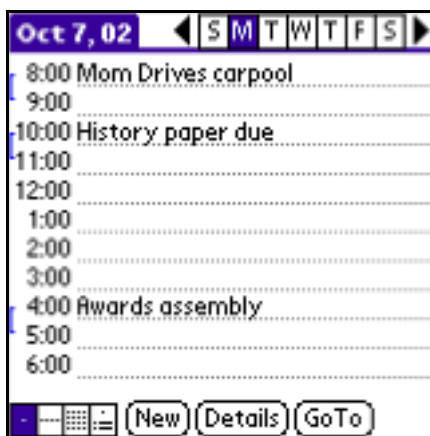 Oct 7, 02 S M T W T F S
8:00 Mom Drives carpool
9:00
10:00 History paper due
11:00
12:00
1:00
2:00
3:00
4:00 Awards assembly
5:00
6:00
New Details GoTo